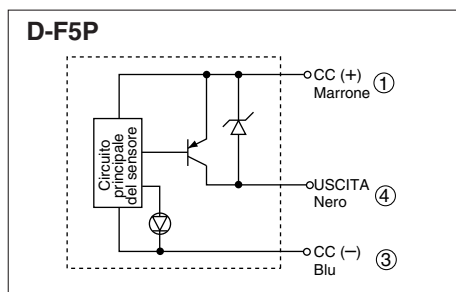 D-F5P
CC (+) ①
Marrone
Circuito
principale
del sensore
USCITA ④
Nero
CC (−) ③
Blu